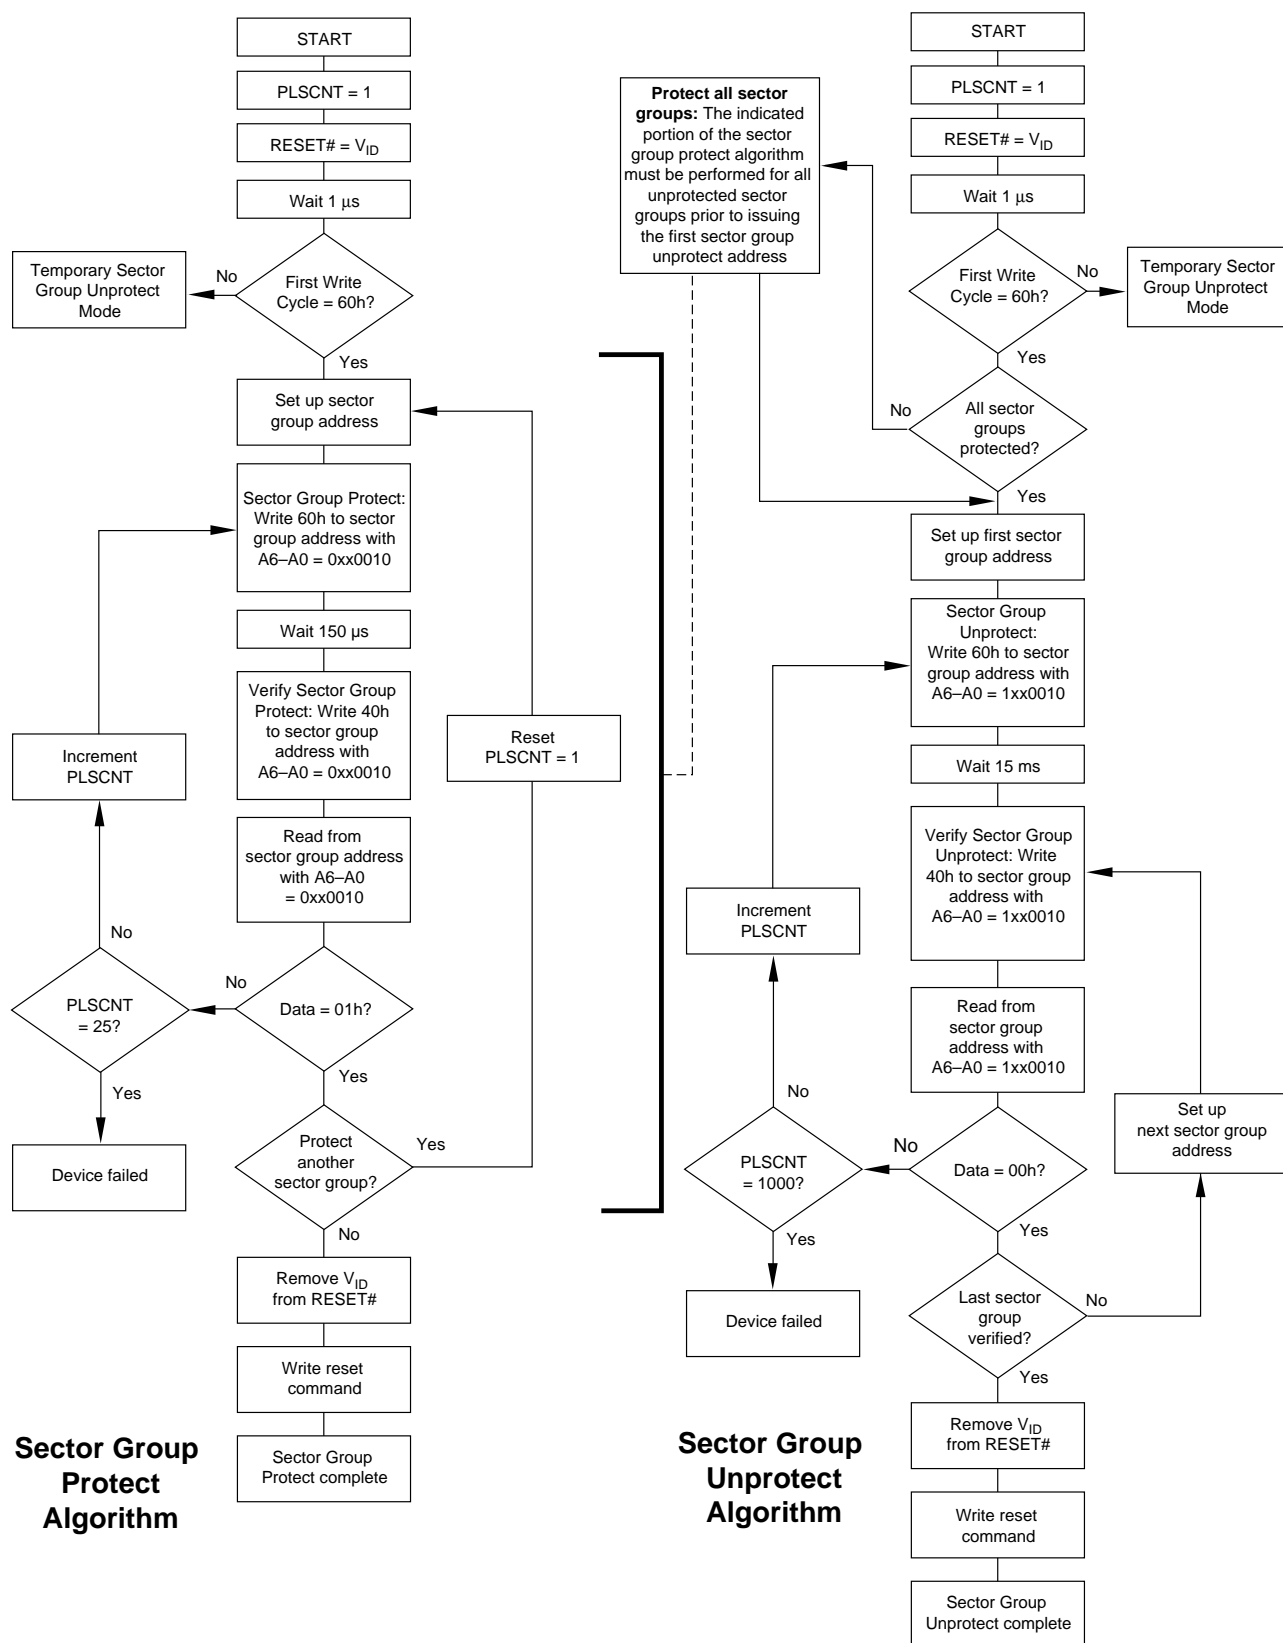 START
PLSCNT = 1
RESET# = VID
Wait 1 μs
First Write
Cycle = 60h?
No
Temporary Sector
Group Unprotect
Mode
Yes
Set up sector
group address
Sector Group Protect:
Write 60h to sector
group address with
A6–A0 = 0xx0010
Wait 150 μs
Verify Sector Group
Protect: Write 40h
to sector group
address with
A6–A0 = 0xx0010
Reset
PLSCNT = 1
Increment
PLSCNT
Read from
sector group address
with A6–A0
= 0xx0010
No
No
PLSCNT
= 25?
Data = 01h?
Yes
Yes
Device failed
Protect
another
sector group?
Yes
No
Remove VID
from RESET#
Write reset
command
Sector Group
Protect complete
Sector Group
Protect
Algorithm
Protect all sector
groups: The indicated
portion of the sector
group protect algorithm
must be performed for all
unprotected sector
groups prior to issuing
the first sector group
unprotect address
START
PLSCNT = 1
RESET# = VID
Wait 1 μs
First Write
Cycle = 60h?
No
Temporary Sector
Group Unprotect
Mode
Yes
No
All sector
groups
protected?
Yes
Set up first sector
group address
Sector Group
Unprotect:
Write 60h to sector
group address with
A6–A0 = 1xx0010
Wait 15 ms
Verify Sector Group
Unprotect: Write
40h to sector group
address with
A6–A0 = 1xx0010
Increment
PLSCNT
Read from
sector group
address with
A6–A0 = 1xx0010
No
No
PLSCNT
= 1000?
Data = 00h?
Set up
next sector group
address
Yes
Yes
Device failed
Last sector
group
verified?
No
Yes
Remove VID
from RESET#
Write reset
command
Sector Group
Unprotect complete
Sector Group
Unprotect
Algorithm